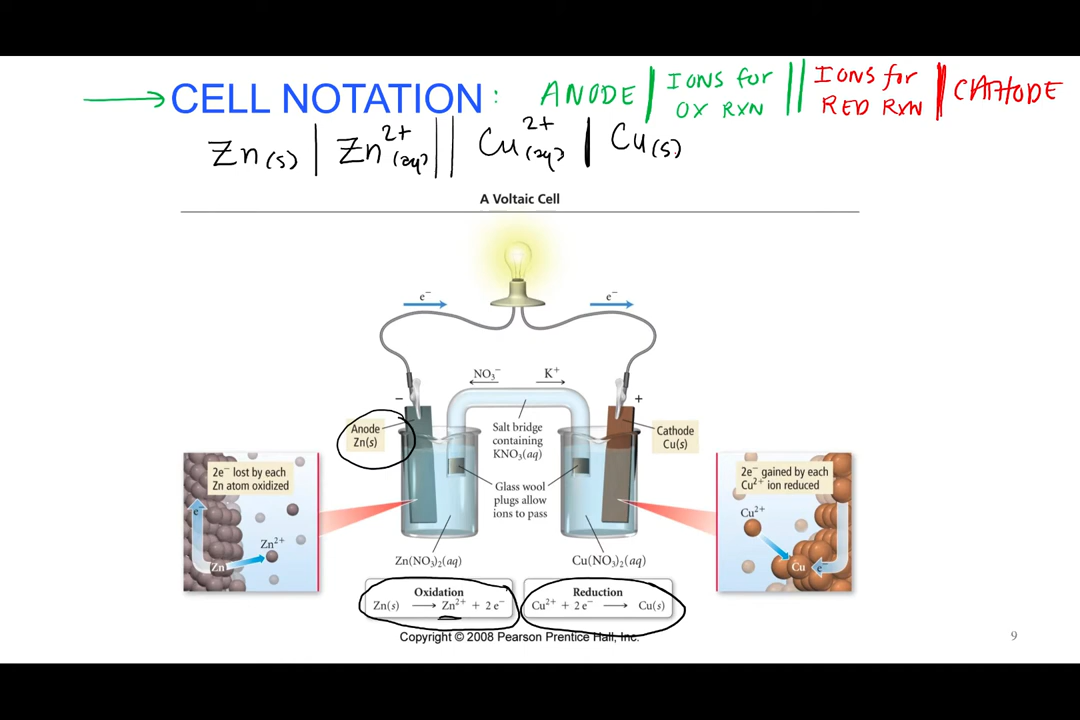 → CELL NOTATION: ANODE | IONS for || IONS for || CATHODE
OX RXN RED RXN
Zn(s) | Zn²⁺(aq) || Cu²⁺(aq) | Cu(s)
A Voltaic Cell
e⁻ e⁻
NO₃⁻ K⁺
− +
Anode
Zn(s)
Salt bridge
containing
KNO₃(aq)
Cathode
Cu(s)
2e⁻ lost by each
Zn atom oxidized
e⁻
Zn²⁺
Zn
Glass wool
plugs allow
ions to pass
2e⁻ gained by each
Cu²⁺ ion reduced
Cu²⁺
Cu e⁻
Zn(NO₃)₂(aq) Cu(NO₃)₂(aq)
Oxidation
Zn(s) → Zn²⁺ + 2 e⁻
Reduction
Cu²⁺ + 2 e⁻ → Cu(s)
Copyright © 2008 Pearson Prentice Hall, Inc.
9